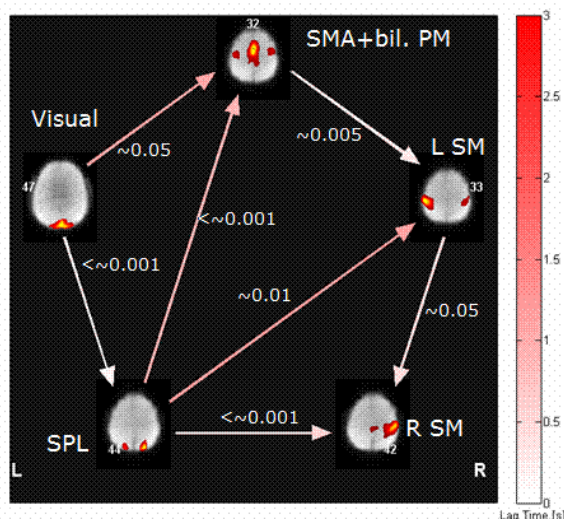 32
SMA+bil. PM
3
2.5
Visual
~0.05
~0.005
L SM
47
33
2
<~0.001
<~0.001
~0.01
~0.05
1.5
1
<~0.001
SPL
44
R SM
42
L
R
0.5
0
Lag Time [s]